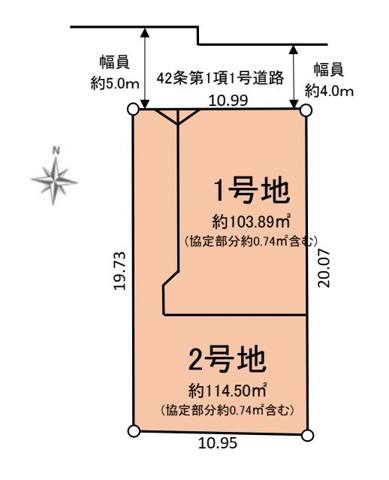 幅員
約5.0m
42条第1項1号道路
幅員
約4.0m
10.99
N
1号地
約103.89㎡
(協定部分約0.74㎡含む)
19.73
20.07
2号地
約114.50㎡
(協定部分約0.74㎡含む)
10.95